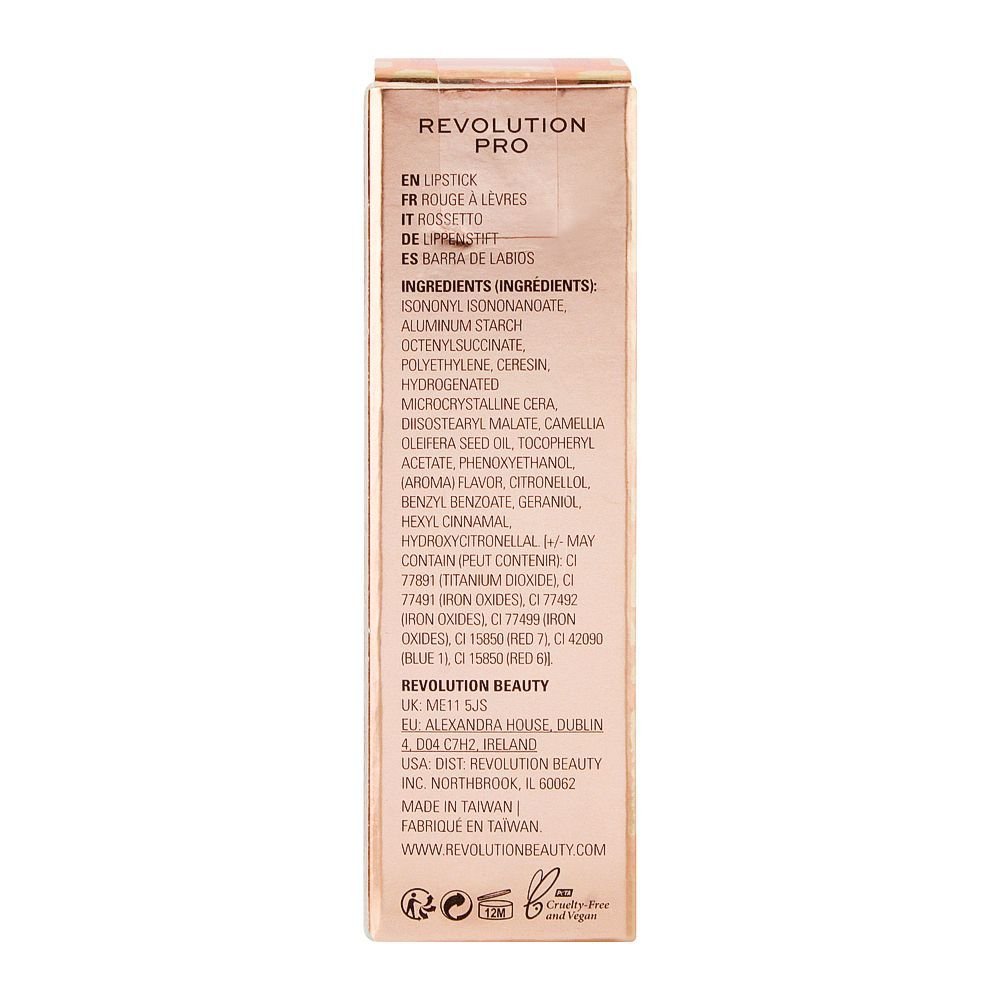 REVOLUTION
PRO
EN LIPSTICK
FR ROUGE À LÈVRES
IT ROSSETTO
DE LIPPENSTIFT
ES BARRA DE LABIOS
INGREDIENTS (INGRÉDIENTS):
ISONONYL ISONONANOATE,
ALUMINUM STARCH
OCTENYLSUCCINATE,
POLYETHYLENE, CERESIN,
HYDROGENATED
MICROCRYSTALLINE CERA,
DIISOSTEARYL MALATE, CAMELLIA
OLEIFERA SEED OIL, TOCOPHERYL
ACETATE, PHENOXYETHANOL,
(AROMA) FLAVOR, CITRONELLOL,
BENZYL BENZOATE, GERANIOL,
HEXYL CINNAMAL,
HYDROXYCITRONELLAL. [+/- MAY
CONTAIN (PEUT CONTENIR): CI
77891 (TITANIUM DIOXIDE), CI
77491 (IRON OXIDES), CI 77492
(IRON OXIDES), CI 77499 (IRON
OXIDES), CI 15850 (RED 7), CI 42090
(BLUE 1), CI 15850 (RED 6)].
REVOLUTION BEAUTY
UK: ME11 5JS
EU: ALEXANDRA HOUSE, DUBLIN
4, D04 C7H2, IRELAND
USA: DIST: REVOLUTION BEAUTY
INC. NORTHBROOK, IL 60062
MADE IN TAIWAN |
FABRIQUÉ EN TAÏWAN.
WWW.REVOLUTIONBEAUTY.COM
12M
PETA
Cruelty-Free
and Vegan